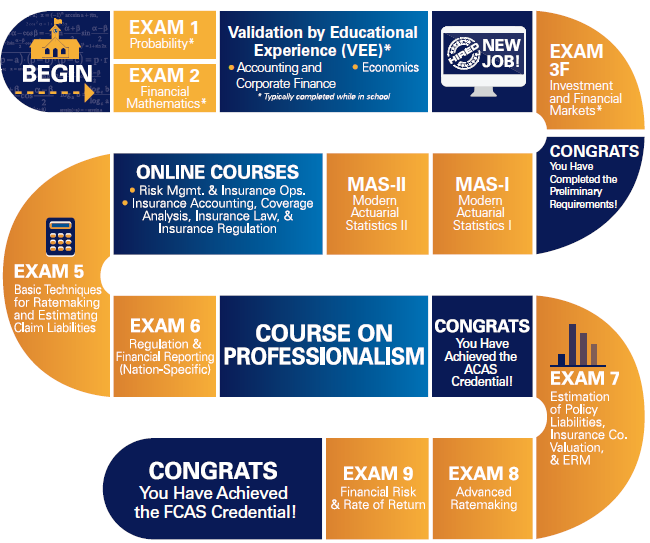 BEGIN
EXAM 1
Probability*
EXAM 2
Financial
Mathematics*
Validation by Educational
Experience (VEE)*
• Accounting and
Corporate Finance
• Economics
* Typically completed while in school
HIRED
NEW
JOB!
EXAM
3F
Investment
and Financial
Markets*
CONGRATS
You Have
Completed the
Preliminary
Requirements!
MAS-I
Modern
Actuarial
Statistics I
MAS-II
Modern
Actuarial
Statistics II
ONLINE COURSES
• Risk Mgmt. & Insurance Ops.
• Insurance Accounting, Coverage
Analysis, Insurance Law, &
Insurance Regulation
EXAM 5
Basic Techniques
for Ratemaking
and Estimating
Claim Liabilities
EXAM 6
Regulation &
Financial Reporting
(Nation-Specific)
COURSE ON
PROFESSIONALISM
CONGRATS
You Have
Achieved the
ACAS
Credential!
EXAM 7
Estimation
of Policy
Liabilities,
Insurance Co.
Valuation,
& ERM
EXAM 8
Advanced
Ratemaking
EXAM 9
Financial Risk
& Rate of Return
CONGRATS
You Have Achieved
the FCAS Credential!